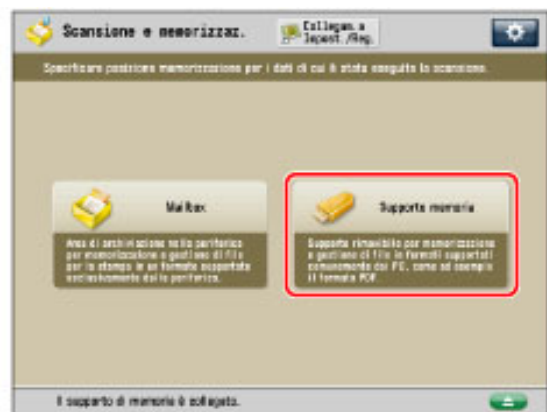 Scansione e memorizzaz.
Collegam. a
Impost./Reg.
Specificare posizione memorizzazione per i dati di cui è stata eseguita la scansione.
Mailbox
Area di archiviazione nella periferica
per memorizzazione e gestione di file
per la stampa in un formato supportato
esclusivamente dalla periferica.
Supporto memoria
Supporto rimovibile per memorizzazione
e gestione di file in formati supportati
comunemente dai PC, come ad esempio
il formato PDF.
Il supporto di memoria è collegato.